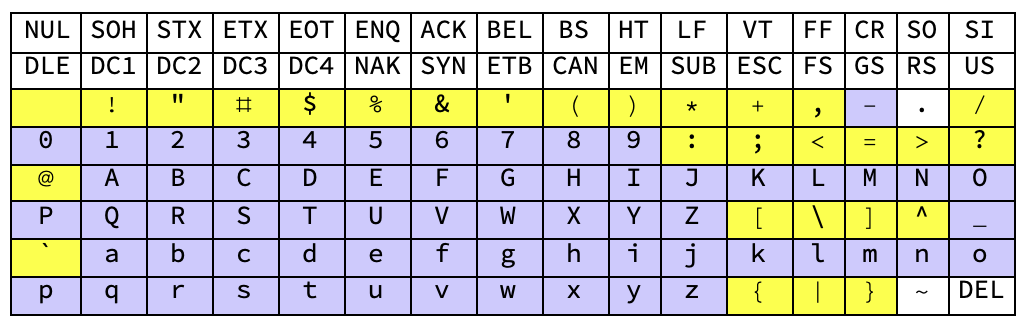 NUL SOH STX ETX EOT ENQ ACK BEL BS HT LF VT FF CR SO SI
DLE DC1 DC2 DC3 DC4 NAK SYN ETB CAN EM SUB ESC FS GS RS US
! " # $ % & ' ( ) * + , - . /
0 1 2 3 4 5 6 7 8 9 : ; < = > ?
@ A B C D E F G H I J K L M N O
P Q R S T U V W X Y Z [ \ ] ^ _
` a b c d e f g h i j k l m n o
p q r s t u v w x y z { | } ~ DEL